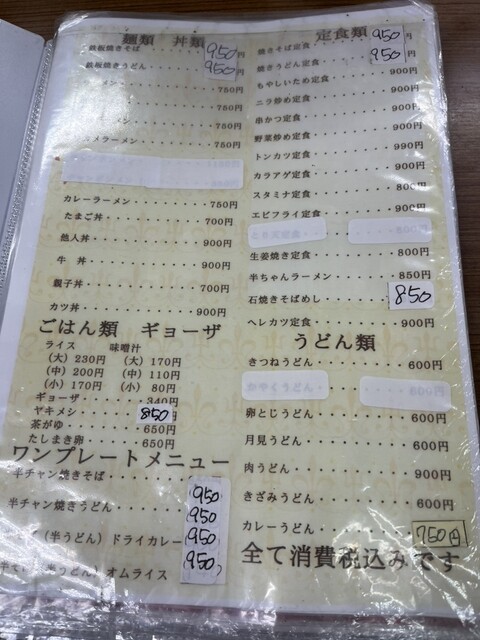 麺類 丼類
鉄板焼きそば・・・ 950
鉄板焼きうどん・・・ 950
メン・・・・・・・・750円
メン・・・・・・・・750円
ーメン・・・・・・・750円
ラーメン・・・・・・750円
カレーラーメン・・・・・・・・750円
たまご丼・・・・・・・・・・700円
他人丼・・・・・・・・・・・900円
牛 丼・・・・・・・・・・・900円
親子丼・・・・・・・・・・・700円
カツ丼・・・・・・・・・・・900円
ごはん類 ギョーザ
ライス 味噌汁
(大) 230円 (大) 170円
(中) 200円 (中) 110円
(小) 170円 (小) 80円
ギョーザ・・・・・・・340円
ヤキメシ・・・・・・・850円
茶がゆ・・・・・・・・650円
だしまき卵・・・・・・650円
ワンプレートメニュー
半チャン焼きそば・・・・・ 950
半チャン焼きうどん・・・・ 950
(半うどん) ドライカレー 950
半うどん) オムライス 950
定食類
焼きそば定食・・・・ 950円
焼きうどん定食・・・ 950
もやしいため定食・・・・・・900円
ニラ炒め定食・・・・・・・・900円
串かつ定食・・・・・・・・・900円
野菜炒め定食・・・・・・・・900円
トンカツ定食・・・・・・・・990円
カラアゲ定食・・・・・・・・900円
スタミナ定食・・・・・・・・800円
エビフライ定食・・・・・・・900円
生姜焼き定食・・・・・・・・800円
半ちゃんラーメン・・・・・・850円
石焼きそばめし・・・・・ 850
ヘレカツ定食・・・・・・・・900円
うどん類
きつねうどん・・・・・・・・600円
卵とじうどん・・・・・・・・600円
月見うどん・・・・・・・・・600円
肉うどん・・・・・・・・・・900円
きざみうどん・・・・・・・・600円
カレーうどん・・・・・・ 750円
全て消費税込みです